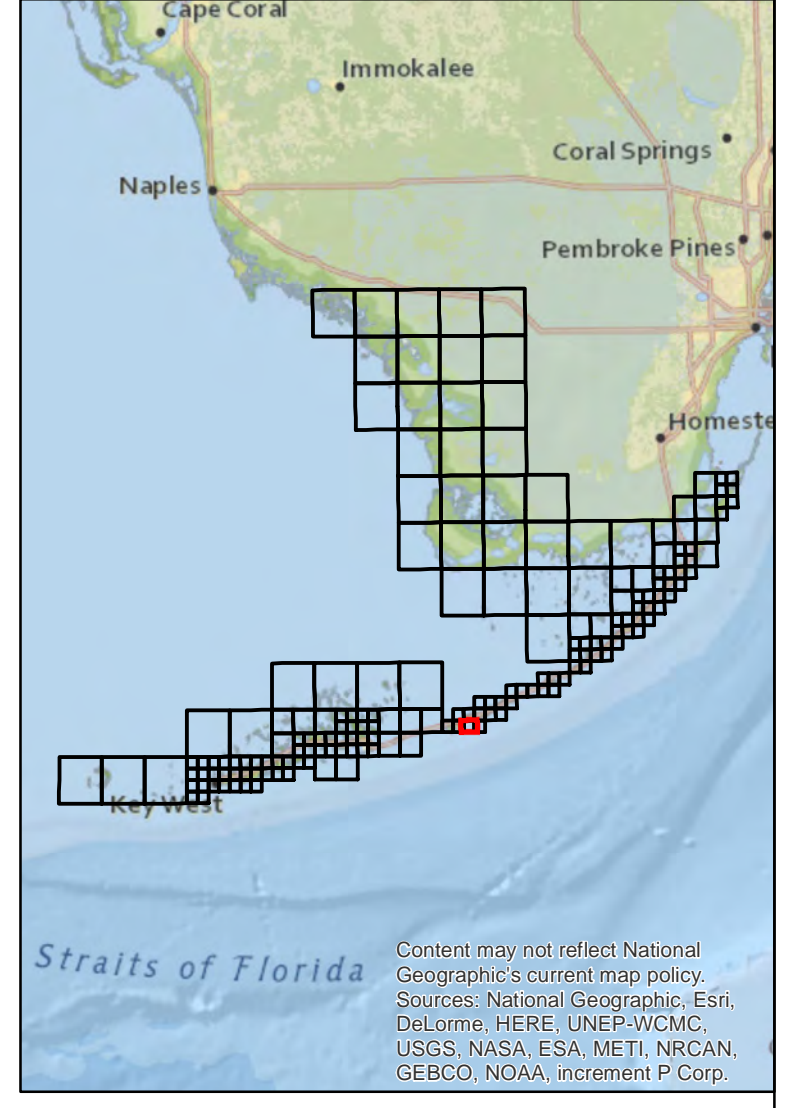 Cape Coral
Immokalee
Coral Springs
Naples
Pembroke Pines
Homeste
Key West
Straits of Florida
Content may not reflect National
Geographic's current map policy.
Sources: National Geographic, Esri,
DeLorme, HERE, UNEP-WCMC,
USGS, NASA, ESA, METI, NRCAN,
GEBCO, NOAA, increment P Corp.